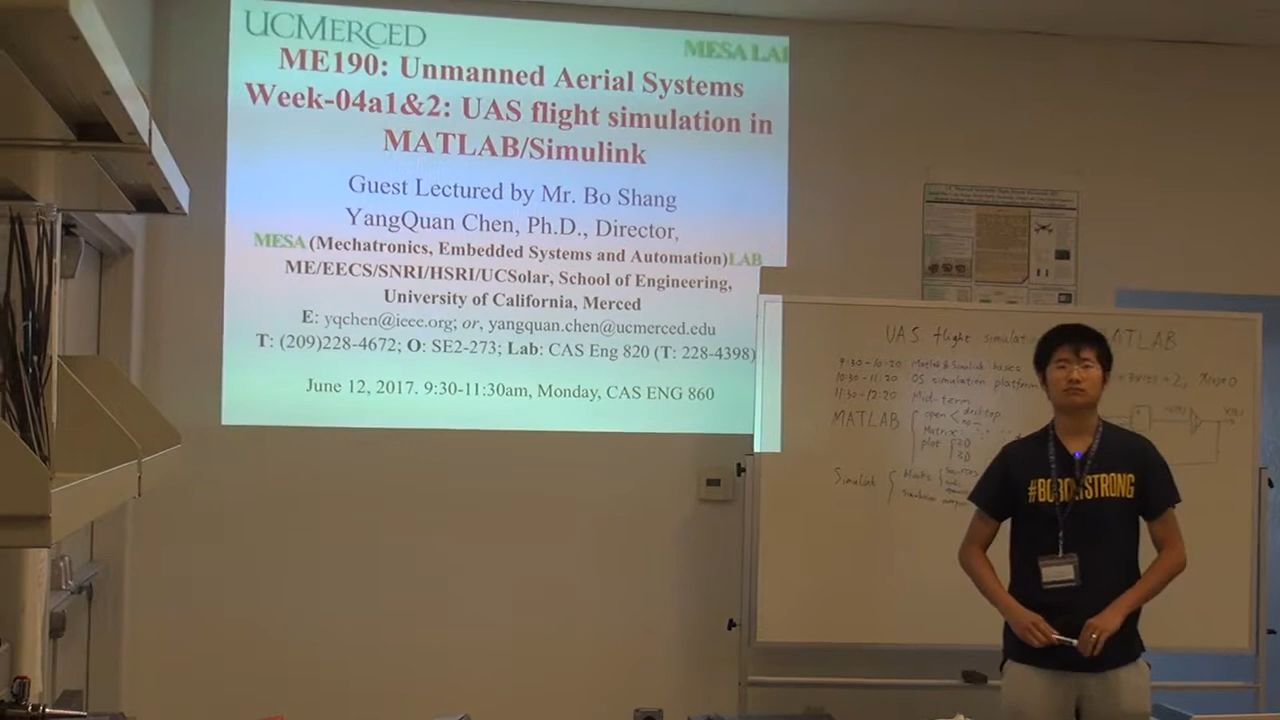 UCMERCED
MESA LA
ME190: Unmanned Aerial Systems
Week-04a1&2: UAS flight simulation in
MATLAB/Simulink
Guest Lectured by Mr. Bo Shang
YangQuan Chen, Ph.D., Director,
MESA (Mechatronics, Embedded Systems and Automation)LAB
ME/EECS/SNRI/HSRI/UCSolar, School of Engineering,
University of California, Merced
E: yqchen@ieee.org; or, yangquan.chen@ucmerced.edu
T: (209)228-4672; O: SE2-273; Lab: CAS Eng 820 (T: 228-4398)
June 12, 2017. 9:30-11:30am, Monday, CAS ENG 860
UAS flight simulat ATLAB
9:30-10:20 Matlab & Simulink basics
10:30-11:20 OS simulation platform
11:30-12:20 Mid-term
MATLAB
open desktop
Matrix
plot 2D
3D
Simulink
blocks
simulation
#BO STRONG